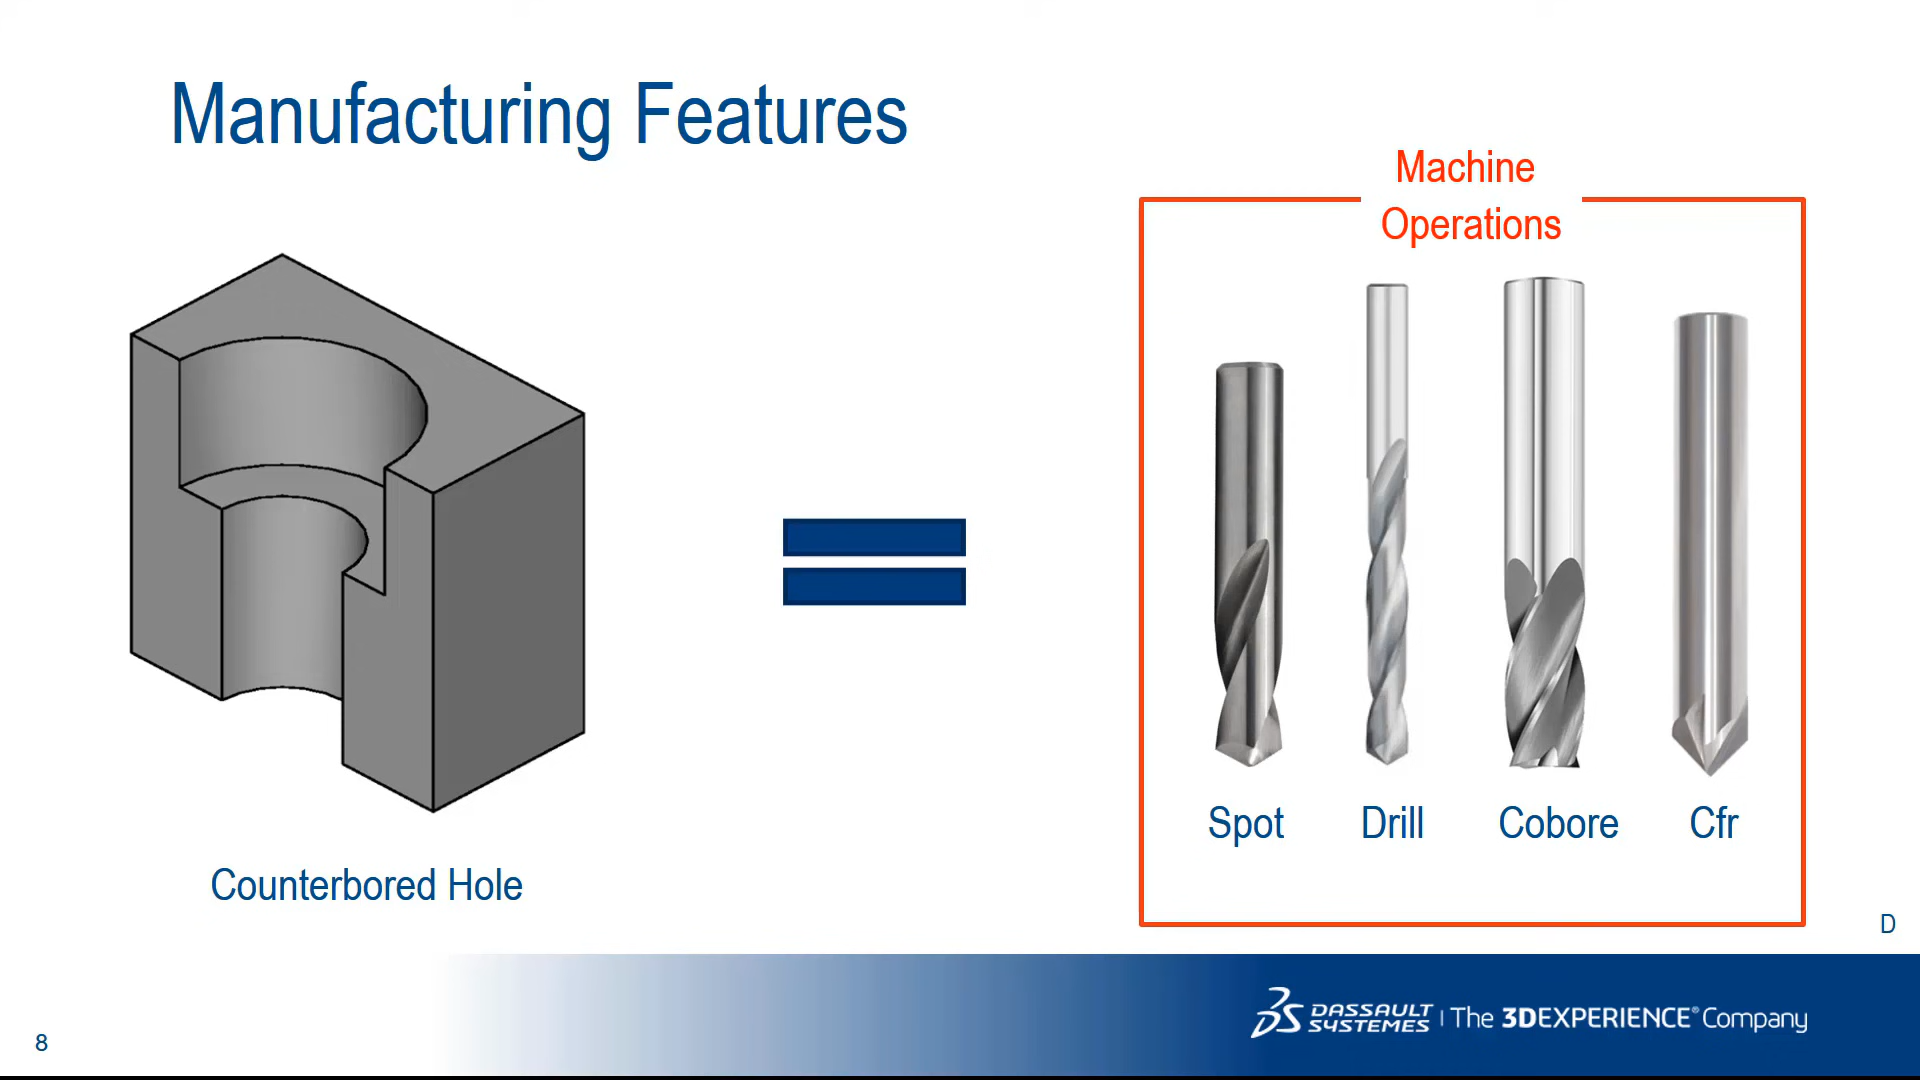 Manufacturing Features
Machine
Operations
Spot Drill Cobore Cfr
Counterbored Hole
D
DASSAULT
SYSTEMES | The 3DEXPERIENCE® Company
8